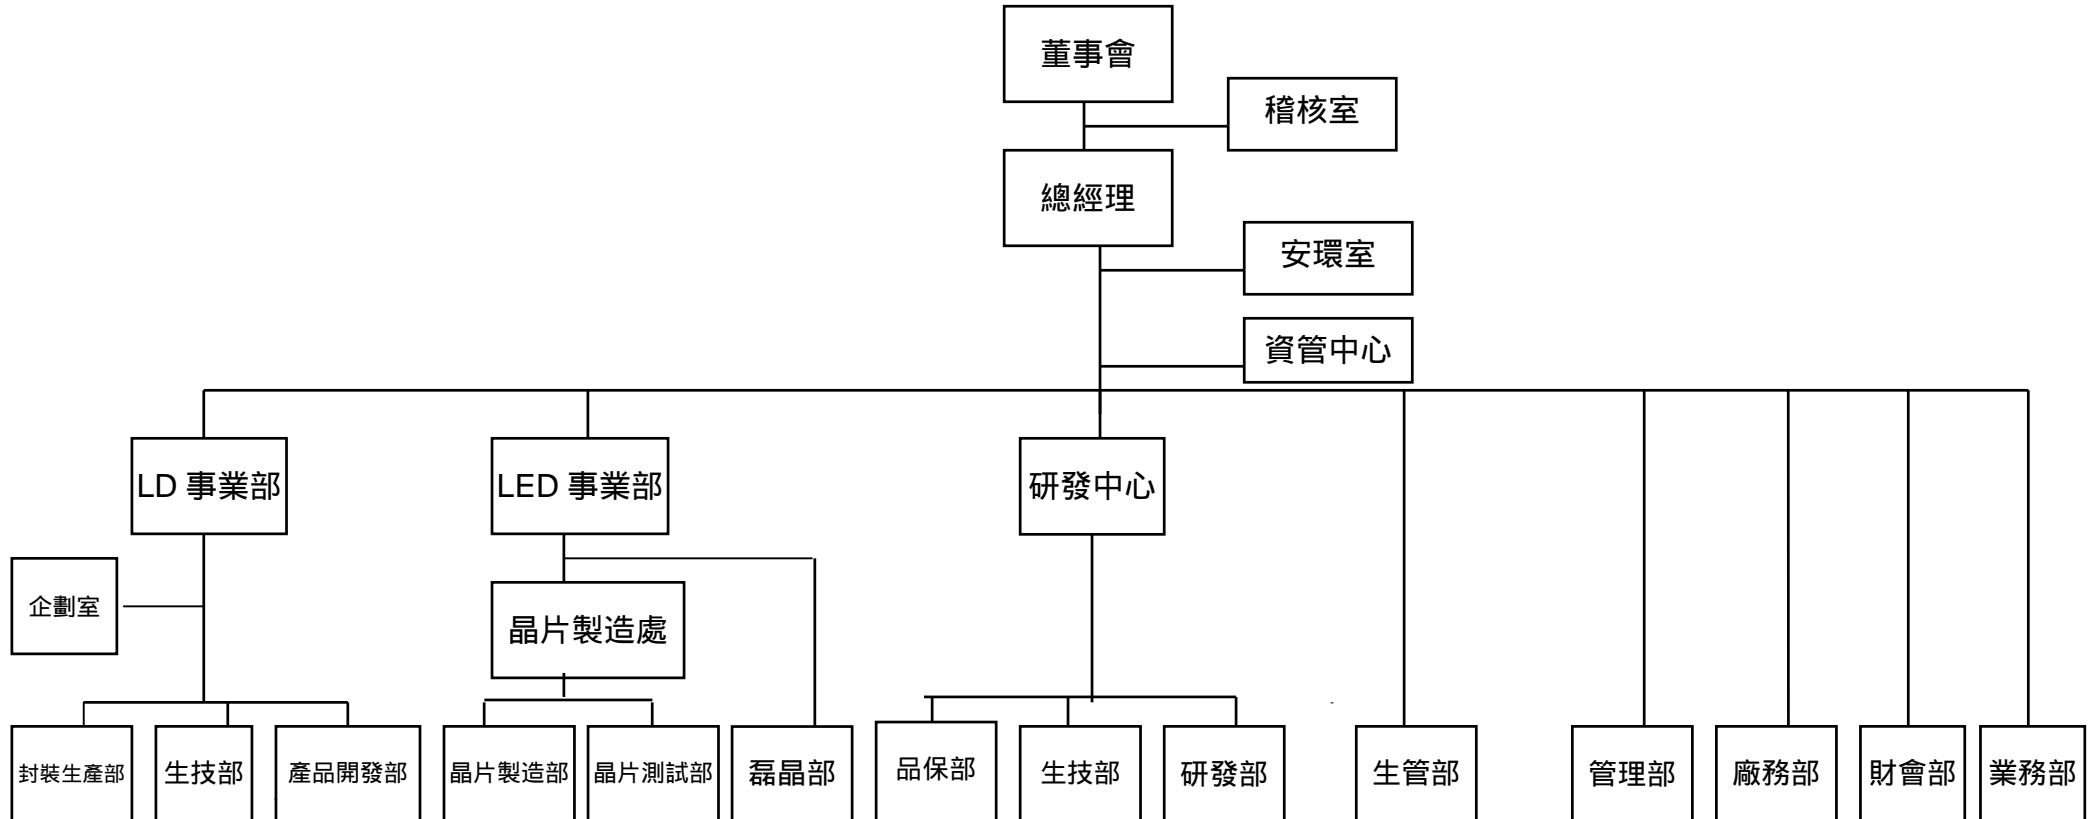 董事會
稽核室
總經理
安環室
資管中心
LD 事業部
LED 事業部
研發中心
企劃室
晶片製造處
封裝生產部
生技部
產品開發部
晶片製造部
晶片測試部
磊晶部
品保部
生技部
研發部
生管部
管理部
廠務部
財會部
業務部